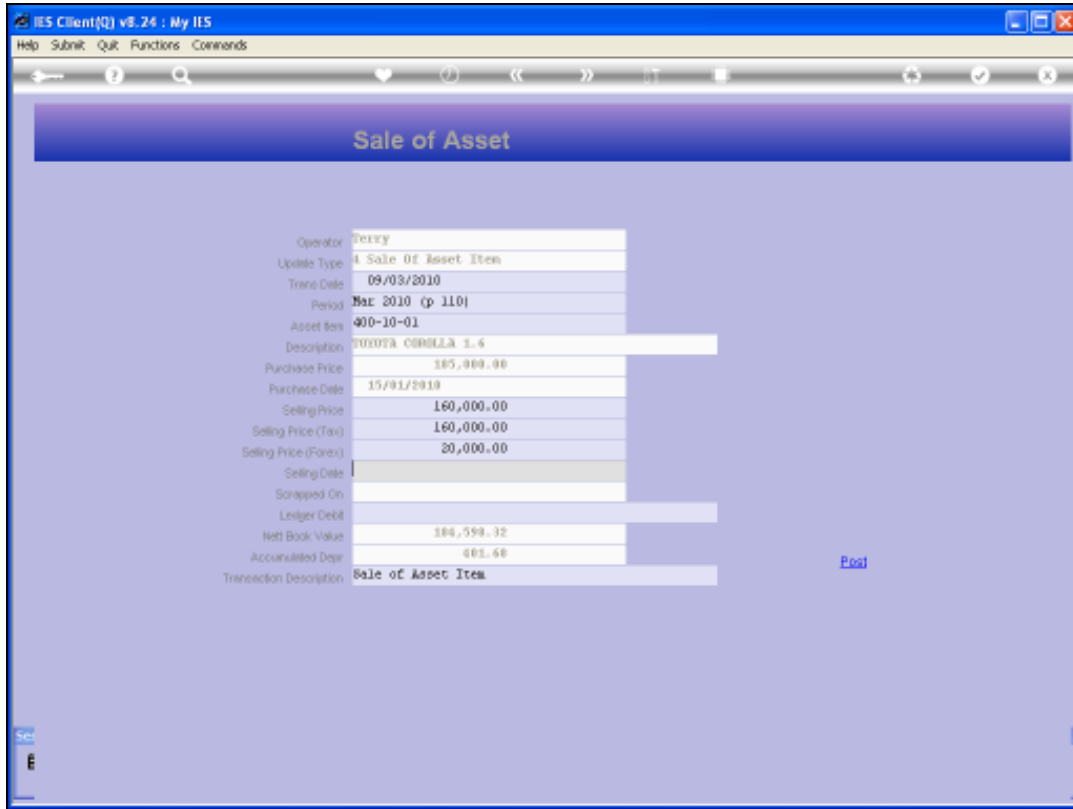 IES Client(Q) v8.24 : My IES
Help Submit Quit Functions Commands
Sale of Asset
Operator Terry
Update Type 4 Sale Of Asset Item
Trans Date 09/03/2010
Period Mar 2010 (p 110)
Asset Item 400-10-01
Description TOYOTA COROLLA 1.6
Purchase Price 185,000.00
Purchase Date 15/01/2010
Selling Price 160,000.00
Selling Price (Tax) 160,000.00
Selling Price (Forex) 20,000.00
Selling Date
Scrapped On
Ledger Debit
Nett Book Value 184,598.32
Accumulated Depr 401.68
Post
Transaction Description Sale of Asset Item